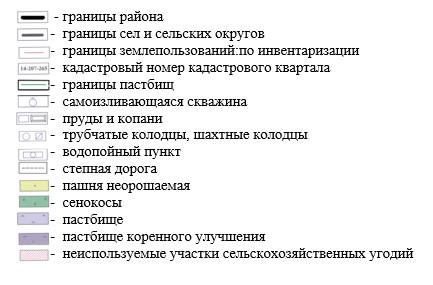 - границы района
- границы сел и сельских округов
- границы землепользований:по инвентаризации
14-207-265 - кадастровый номер кадастрового квартала
- границы пастбищ
- самоизливающаяся скважина
- пруды и копани
- трубчатые колодцы, шахтные колодцы
- водопойный пункт
- степная дорога
- пашня неорошаемая
- сенокосы
- пастбище
- пастбище коренного улучшения
- неиспользуемые участки сельскохозяйственных угодий